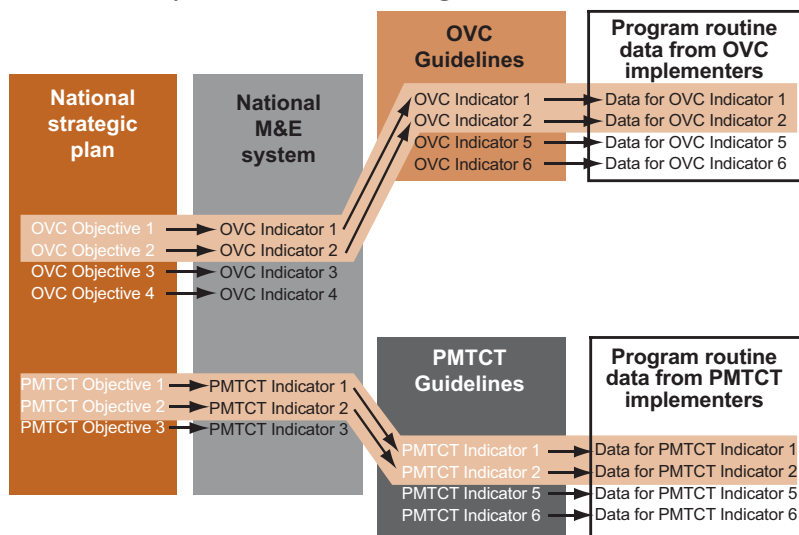 National
strategic
plan
OVC Objective 1
OVC Objective 2
OVC Objective 3
OVC Objective 4
PMTCT Objective 1
PMTCT Objective 2
PMTCT Objective 3
National
M&E
system
OVC Indicator 1
OVC Indicator 2
OVC Indicator 3
OVC Indicator 4
PMTCT Indicator 1
PMTCT Indicator 2
PMTCT Indicator 3
OVC
Guidelines
OVC Indicator 1
OVC Indicator 2
OVC Indicator 5
OVC Indicator 6
Program routine
data from OVC
implementers
Data for OVC Indicator 1
Data for OVC Indicator 2
Data for OVC Indicator 5
Data for OVC Indicator 6
PMTCT
Guidelines
PMTCT Indicator 1
PMTCT Indicator 2
PMTCT Indicator 5
PMTCT Indicator 6
Program routine
data from PMTCT
implementers
Data for PMTCT Indicator 1
Data for PMTCT Indicator 2
Data for PMTCT Indicator 5
Data for PMTCT Indicator 6